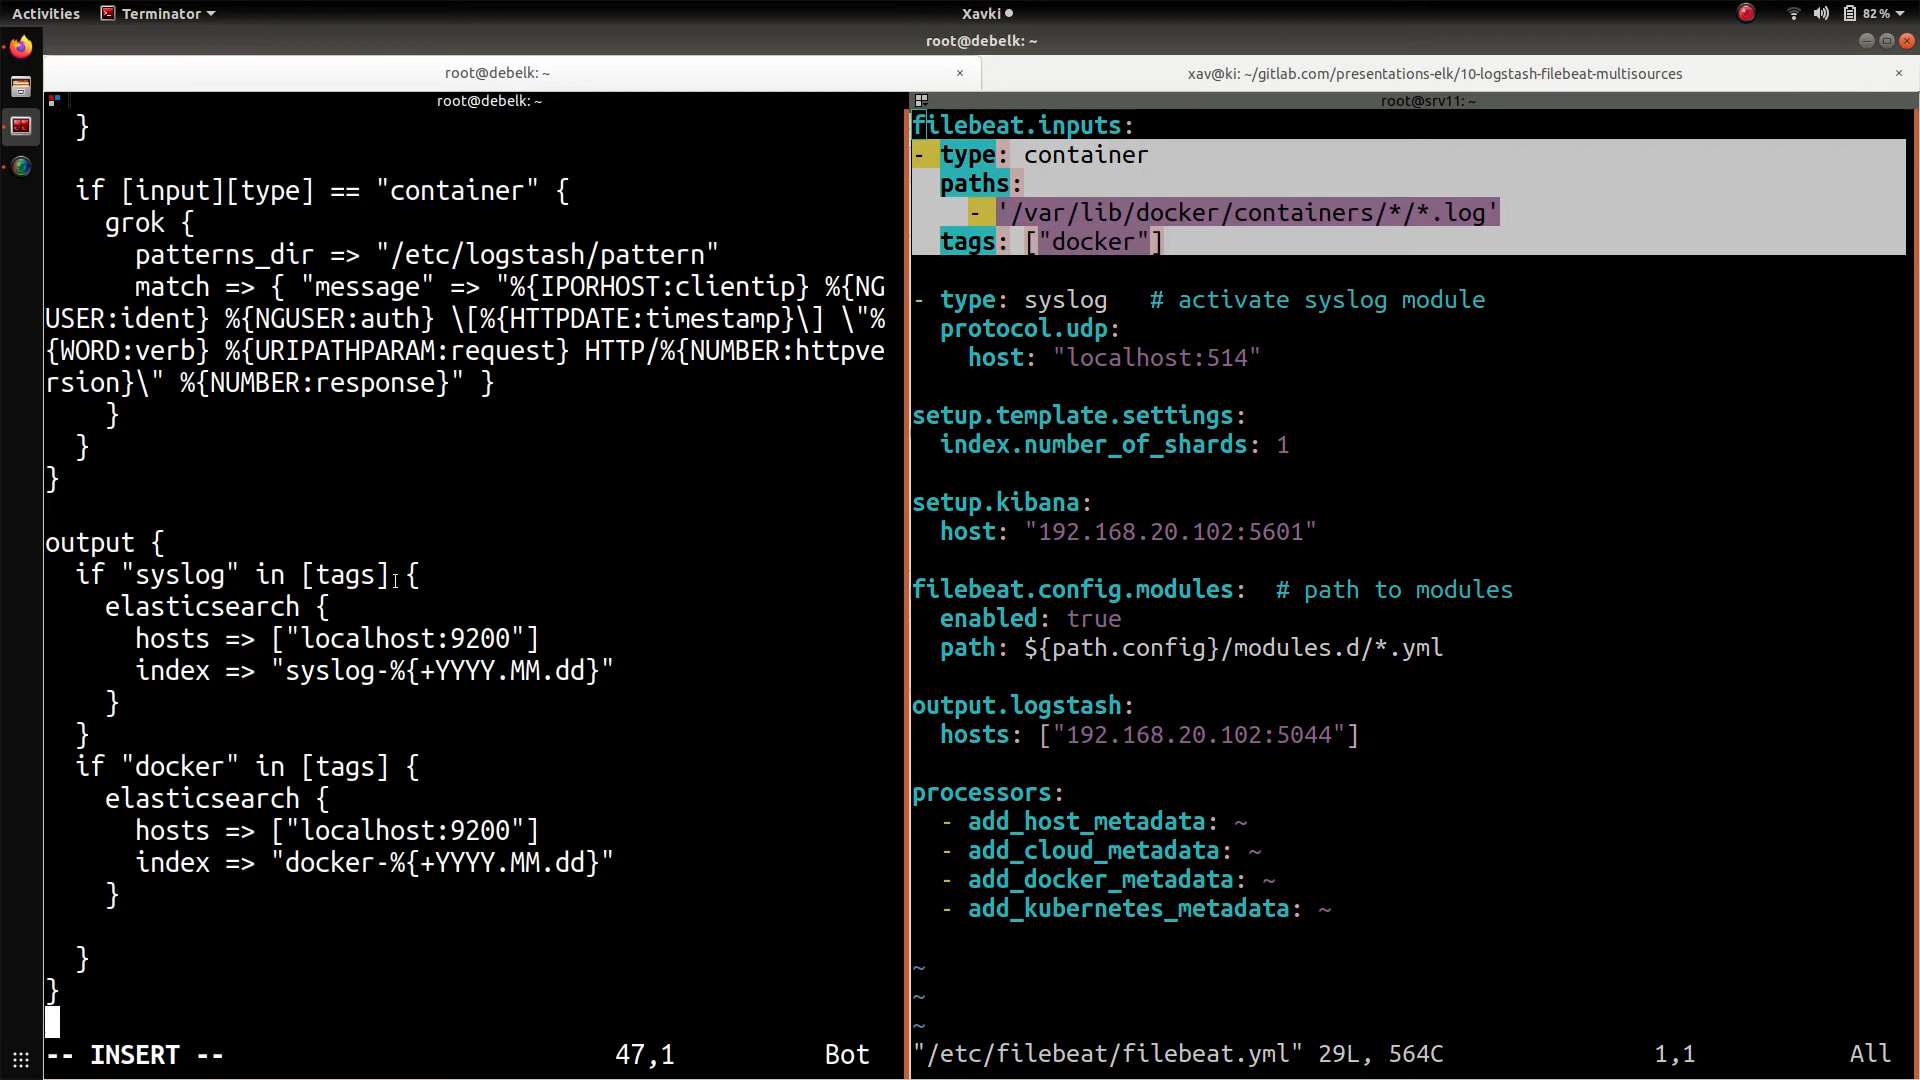 Activities
Terminator
Xavki
82 %
root@debelk: ~
root@debelk: ~
×
xav@ki: ~/gitlab.com/presentations-elk/10-logstash-filebeat-multisources
×
root@debelk: ~
}
if [input][type] == "container" {
grok {
patterns_dir => "/etc/logstash/pattern"
match => { "message" => "%{IPORHOST:clientip} %{NG
USER:ident} %{NGUSER:auth} \[%{HTTPDATE:timestamp}\] \"%
{WORD:verb} %{URIPATHPARAM:request} HTTP/%{NUMBER:httpve
rsion}\" %{NUMBER:response}" }
}
}
}
output {
if "syslog" in [tags] {
elasticsearch {
hosts => ["localhost:9200"]
index => "syslog-%{+YYYY.MM.dd}"
}
}
if "docker" in [tags] {
elasticsearch {
hosts => ["localhost:9200"]
index => "docker-%{+YYYY.MM.dd}"
}
}
}
-- INSERT -- 47,1 Bot
root@srv11: ~
filebeat.inputs:
- type: container
paths:
- '/var/lib/docker/containers/*/*.log'
tags: ["docker"]
- type: syslog # activate syslog module
protocol.udp:
host: "localhost:514"
setup.template.settings:
index.number_of_shards: 1
setup.kibana:
host: "192.168.20.102:5601"
filebeat.config.modules: # path to modules
enabled: true
path: ${path.config}/modules.d/*.yml
output.logstash:
hosts: ["192.168.20.102:5044"]
processors:
- add_host_metadata: ~
- add_cloud_metadata: ~
- add_docker_metadata: ~
- add_kubernetes_metadata: ~
~
~
~
"/etc/filebeat/filebeat.yml" 29L, 564C 1,1 All